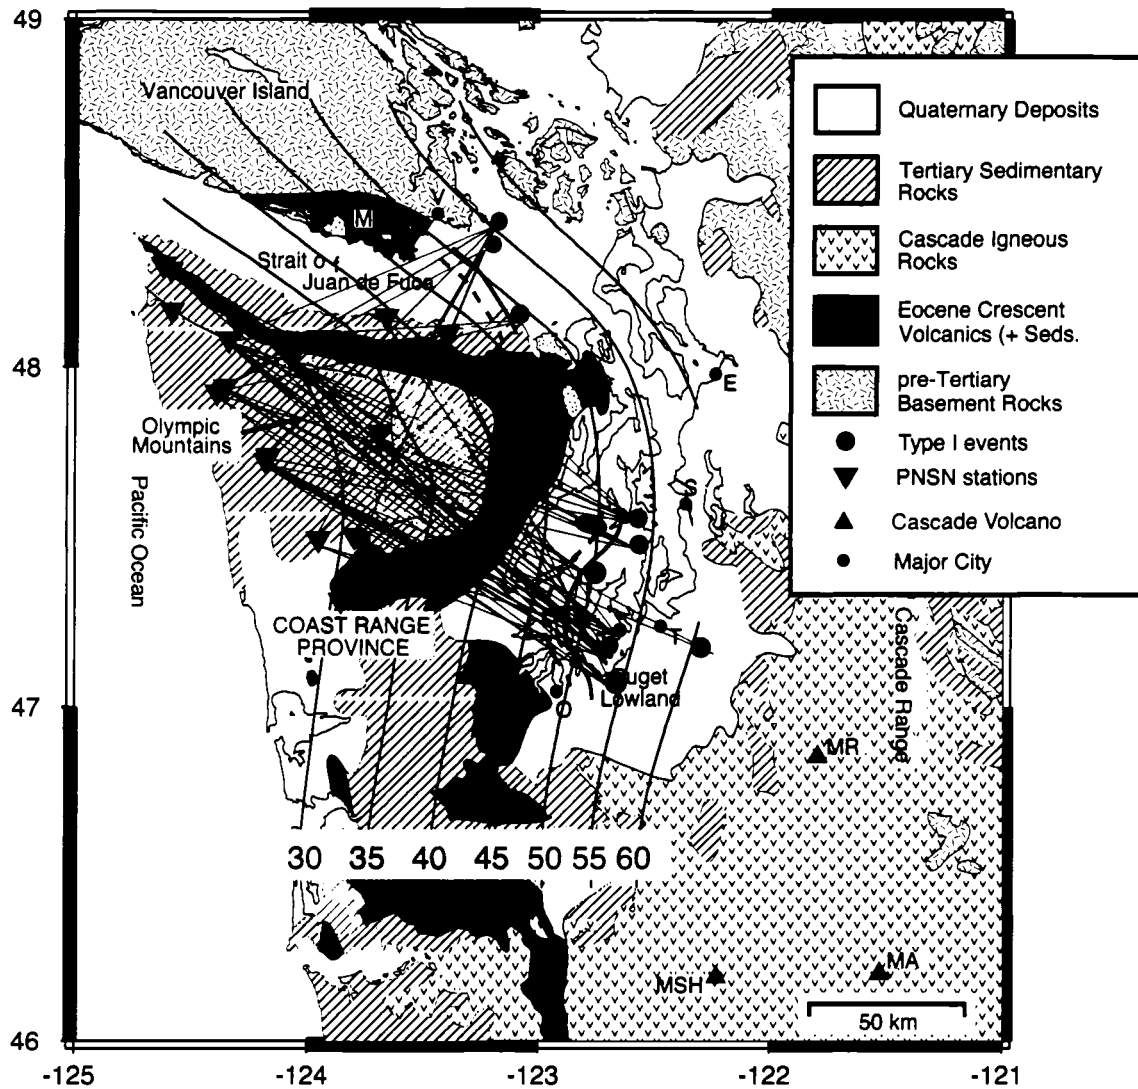 49
48
47
46
-125
-124
-123
-122
-121
Vancouver Island
M
V
Strait of
Juan de Fuca
E
S
Olympic
Mountains
Pacific Ocean
COAST RANGE
PROVINCE
T
Puget
Lowland
O
Cascade Range
MR
MA
MSH
30 35 40 45 50 55 60
50 km
Quaternary Deposits
Tertiary Sedimentary
Rocks
Cascade Igneous
Rocks
Eocene Crescent
Volcanics (+ Seds.
pre-Tertiary
Basement Rocks
Type I events
PNSN stations
Cascade Volcano
Major City